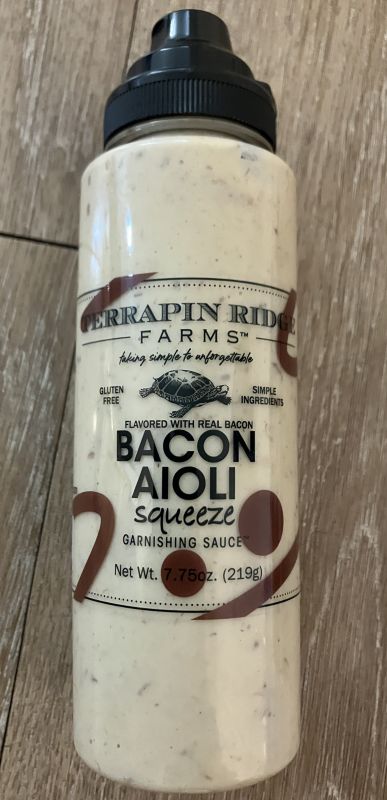 TERRAPIN RIDGE
FARMS™
taking simple to unforgettable
GLUTEN FREE
SIMPLE INGREDIENTS
FLAVORED WITH REAL BACON
BACON
AIOLI
squeeze
GARNISHING SAUCE™
Net Wt. 7.75oz. (219g)